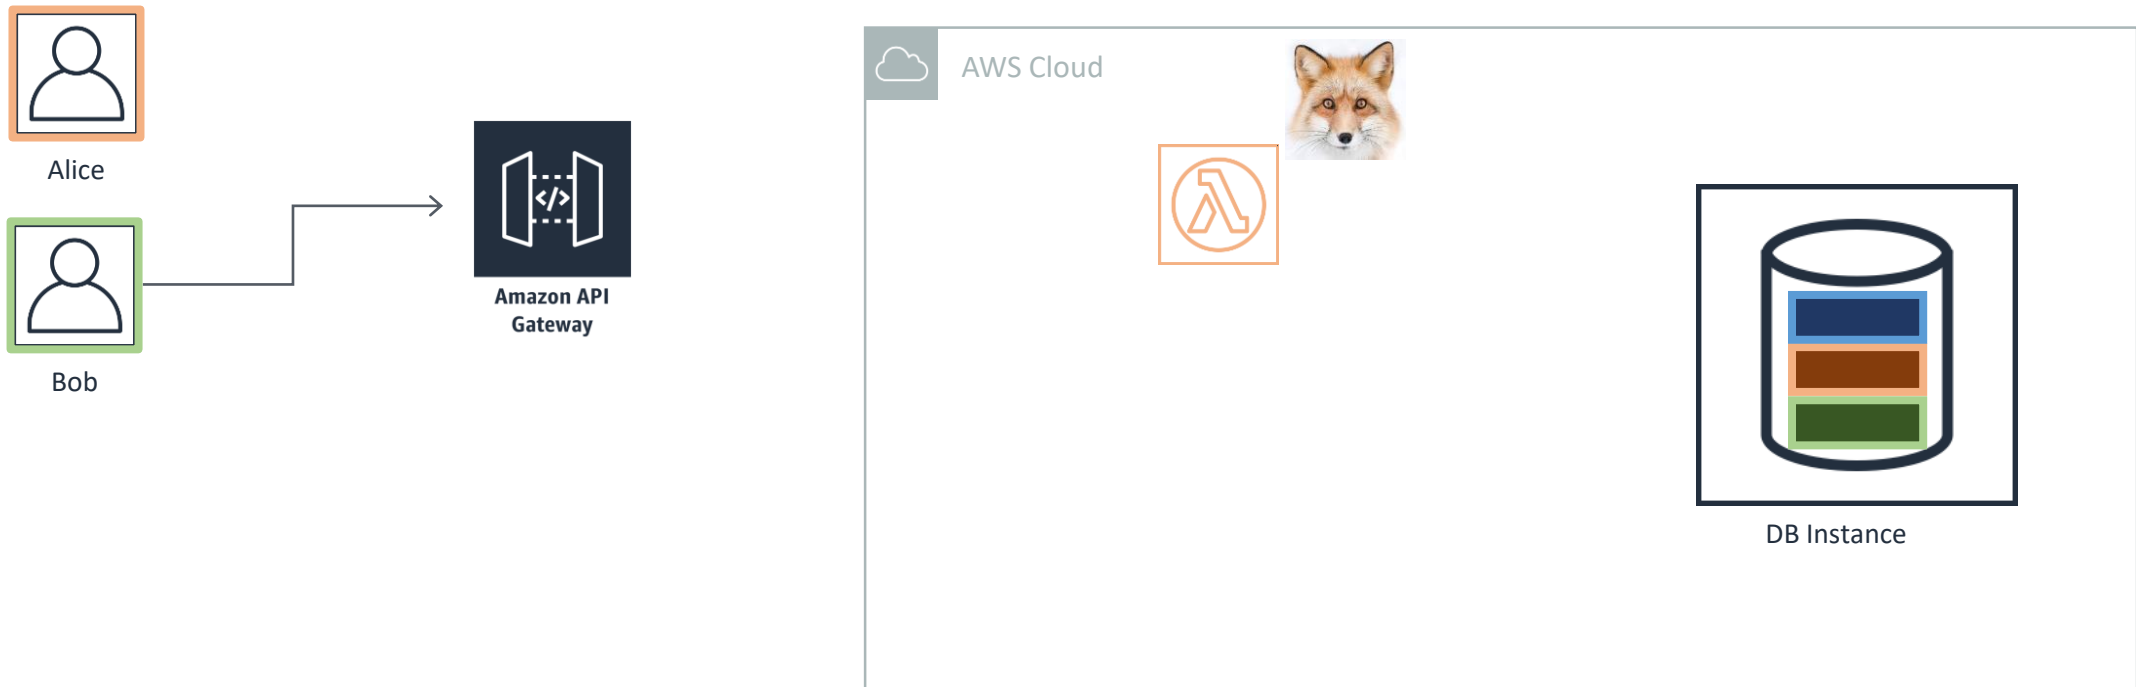 Alice
Bob
</>
Amazon API
Gateway
AWS Cloud
λ
DB Instance